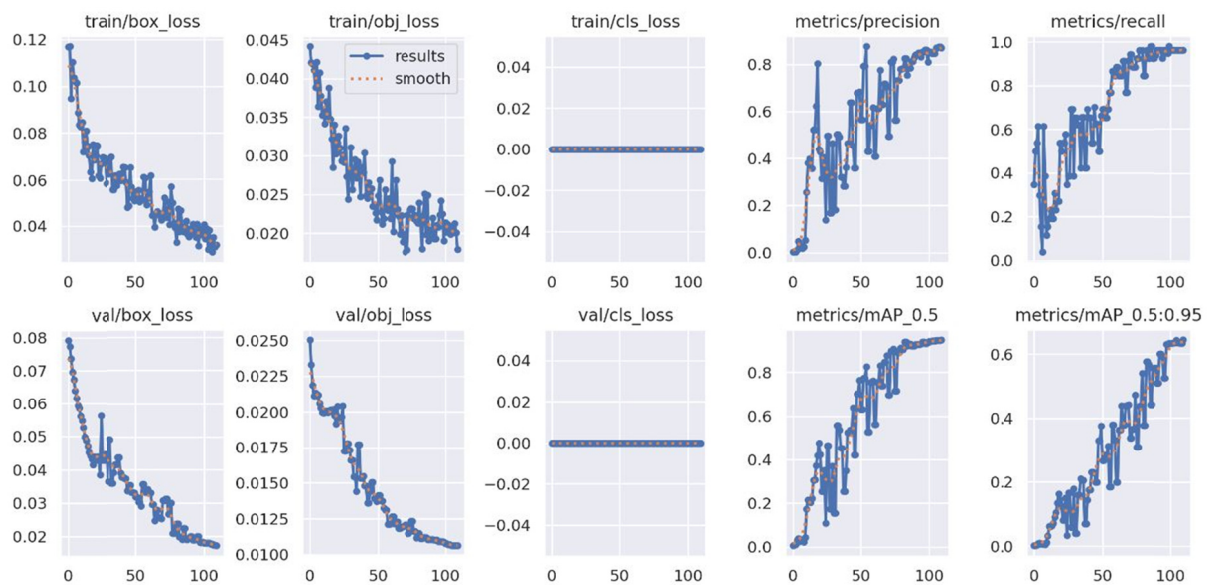 train/box_loss
train/obj_loss
train/cls_loss
metrics/precision
metrics/recall
0.12
0.10
0.08
0.06
0.04
0 50 100
0.045
0.040
0.035
0.030
0.025
0.020
results
smooth
0 50 100
0.04
0.02
0.00
−0.02
−0.04
0 50 100
0.8
0.6
0.4
0.2
0.0
0 50 100
1.0
0.8
0.6
0.4
0.2
0.0
0 50 100
val/box_loss
val/obj_loss
val/cls_loss
metrics/mAP_0.5
metrics/mAP_0.5:0.95
0.08
0.07
0.06
0.05
0.04
0.03
0.02
0 50 100
0.0250
0.0225
0.0200
0.0175
0.0150
0.0125
0.0100
0 50 100
0.04
0.02
0.00
−0.02
−0.04
0 50 100
0.8
0.6
0.4
0.2
0.0
0 50 100
0.6
0.4
0.2
0.0
0 50 100